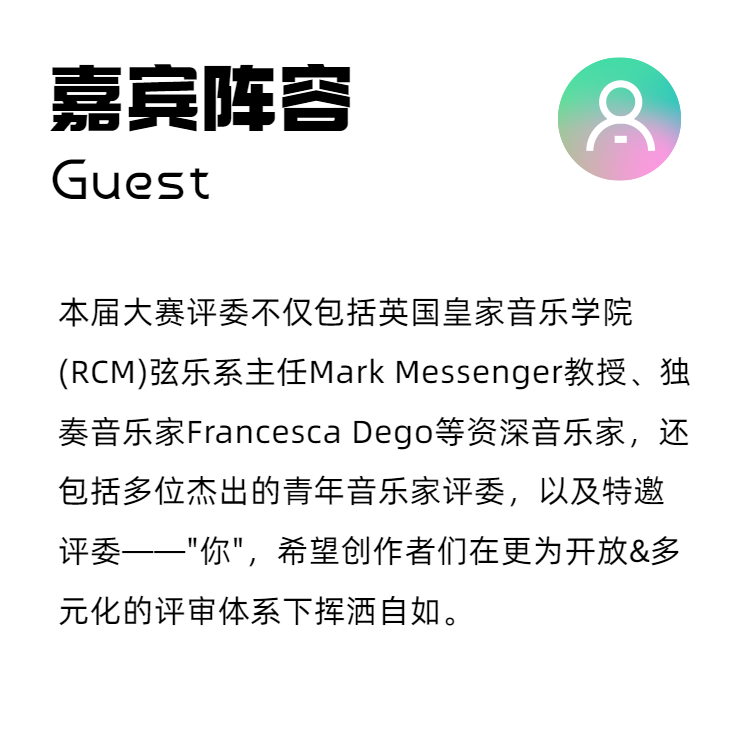 嘉宾阵容
Guest
本届大赛评委不仅包括英国皇家音乐学院
(RCM)弦乐系主任Mark Messenger教授、独
奏音乐家Francesca Dego等资深音乐家，还
包括多位杰出的青年音乐家评委，以及特邀
评委——"你"，希望创作者们在更为开放&多
元化的评审体系下挥洒自如。